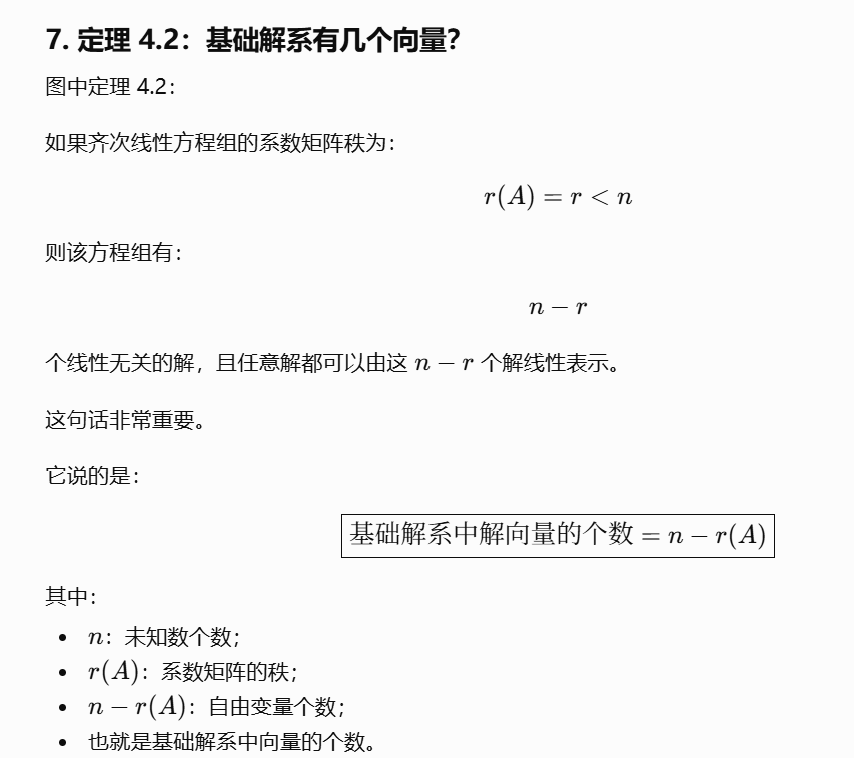 7. 定理 4.2：基础解系有几个向量？
图中定理 4.2：
如果齐次线性方程组的系数矩阵秩为：
r(A) = r < n
则该方程组有：
n − r
个线性无关的解，且任意解都可以由这 n − r 个解线性表示。
这句话非常重要。
它说的是：
基础解系中解向量的个数 = n − r(A)
其中：
• n：未知数个数；
• r(A)：系数矩阵的秩；
• n − r(A)：自由变量个数；
• 也就是基础解系中向量的个数。